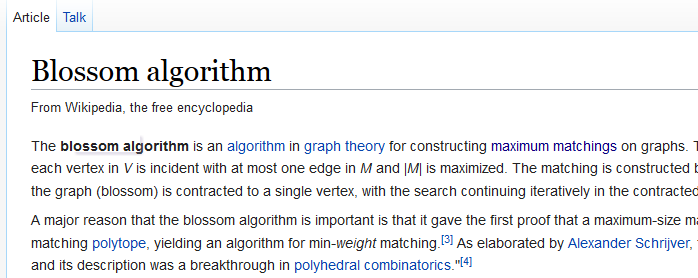 Article Talk
Blossom algorithm
From Wikipedia, the free encyclopedia
The blossom algorithm is an algorithm in graph theory for constructing maximum matchings on graphs.
each vertex in V is incident with at most one edge in M and |M| is maximized. The matching is constructed
the graph (blossom) is contracted to a single vertex, with the search continuing iteratively in the contracted
A major reason that the blossom algorithm is important is that it gave the first proof that a maximum-size
matching polytope, yielding an algorithm for min-weight matching.[3] As elaborated by Alexander Schrijver,
and its description was a breakthrough in polyhedral combinatorics."[4]